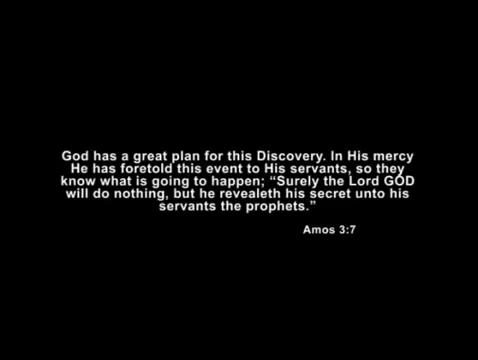 God has a great plan for this Discovery. In His mercy
He has foretold this event to His servants, so they
know what is going to happen; “Surely the Lord GOD
will do nothing, but he revealeth his secret unto his
servants the prophets.”
Amos 3:7